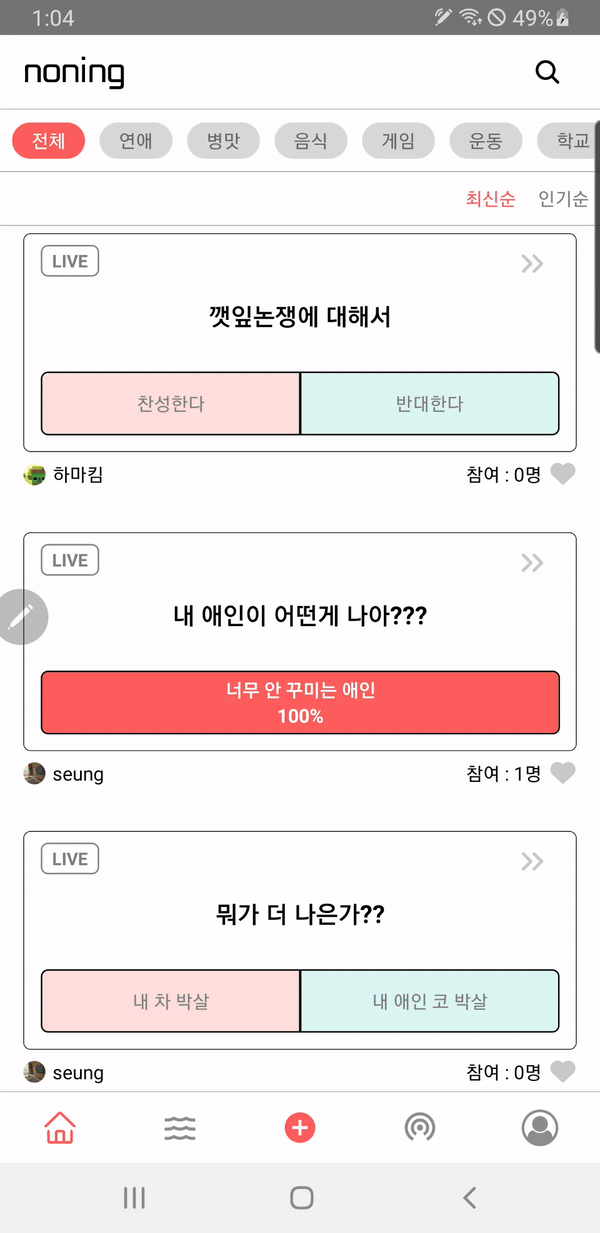 1:04 49%
noning
전체 연애 병맛 음식 게임 운동 학교
최신순 인기순
LIVE
깻잎논쟁에 대해서
찬성한다 반대한다
하마킴 참여 : 0명
LIVE
내 애인이 어떤게 나아???
너무 안 꾸미는 애인
100%
seung 참여 : 1명
LIVE
뭐가 더 나은가??
내 차 박살 내 애인 코 박살
seung 참여 : 0명